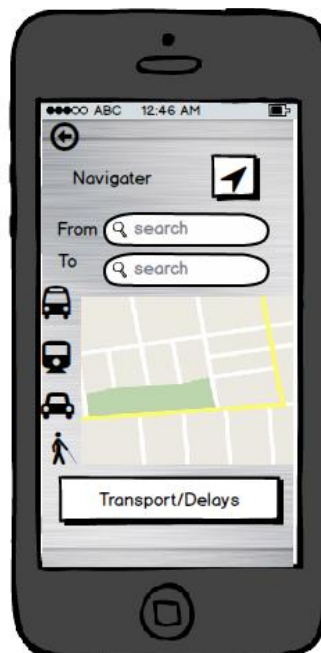 ABC 12:46 AM
Navigater
From search
To search
Transport/Delays